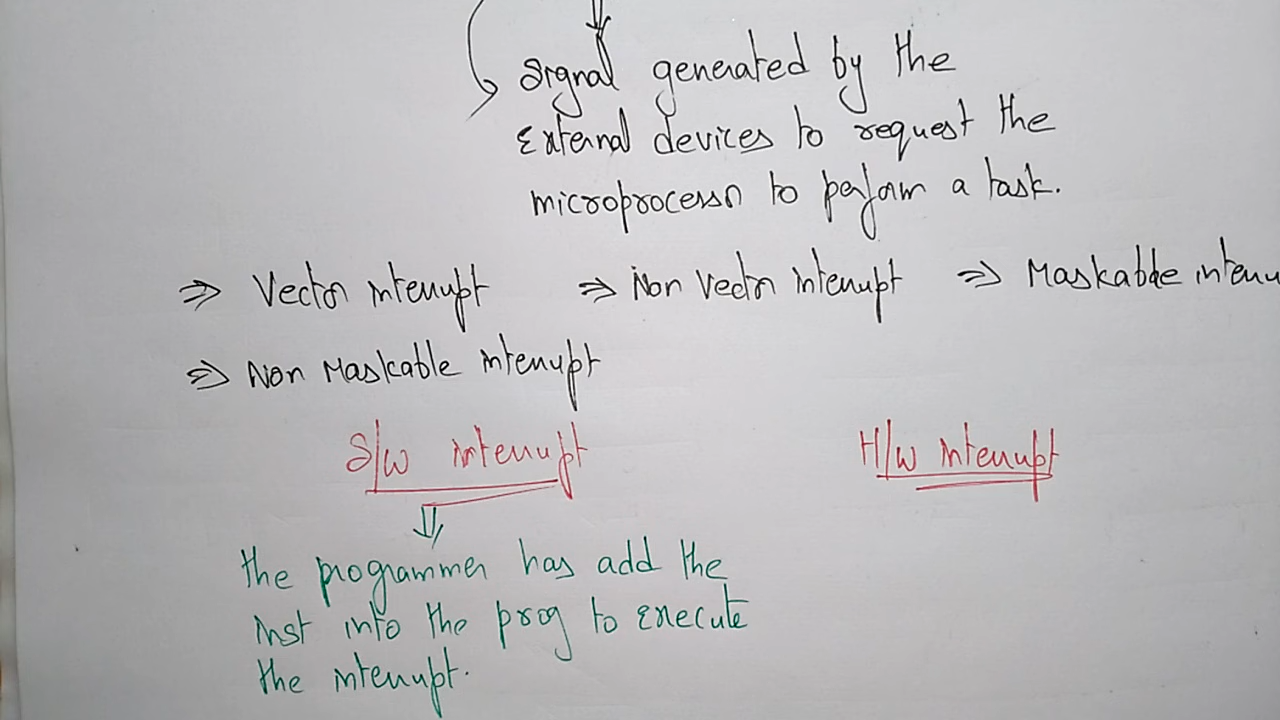 Signal generated by the
External devices to request the
microprocessor to perform a task.
⇒ Vector interrupt ⇒ Non Vector interrupt ⇒ Maskable interru
⇒ Non Maskable interrupt
S/w interrupt H/w interrupt
the programmer has add the
inst into the prog to execute
the interrupt.